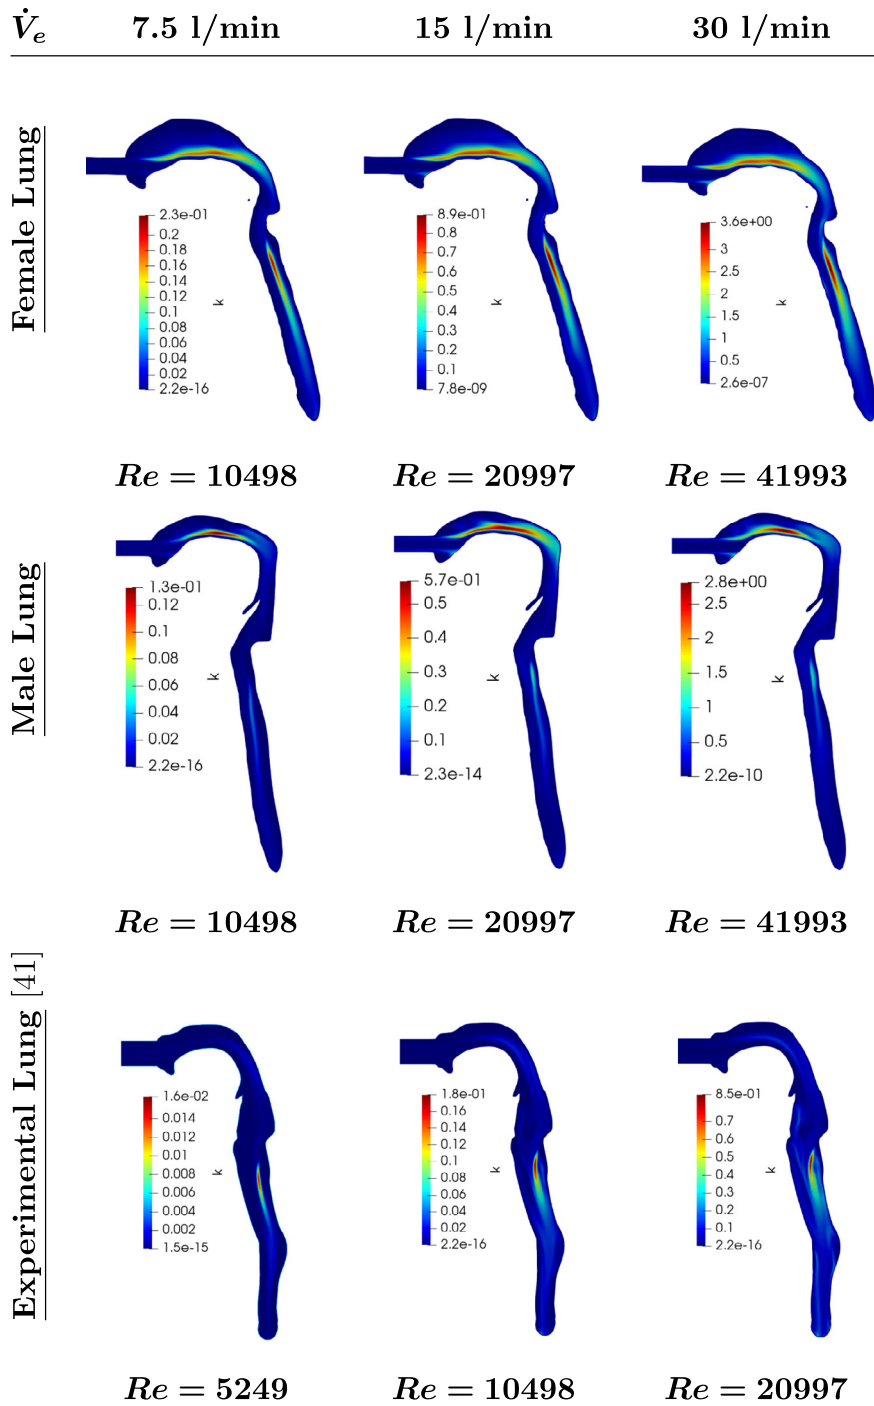 V̇e 7.5 l/min 15 l/min 30 l/min
Female Lung
2.3e-01
0.2
0.18
0.16
0.14
0.12
0.1
0.08
0.06
0.04
0.02
2.2e-16
k
8.9e-01
0.8
0.7
0.6
0.5
0.4
0.3
0.2
0.1
7.8e-09
k
3.6e+00
3
2.5
2
1.5
1
0.5
2.6e-07
k
Re = 10498 Re = 20997 Re = 41993
Male Lung
1.3e-01
0.12
0.1
0.08
0.06
0.04
0.02
2.2e-16
k
5.7e-01
0.5
0.4
0.3
0.2
0.1
2.3e-14
k
2.8e+00
2.5
2
1.5
1
0.5
2.2e-10
k
Re = 10498 Re = 20997 Re = 41993
Experimental Lung [41]
1.6e-02
0.014
0.012
0.01
0.008
0.006
0.004
0.002
1.5e-15
k
1.8e-01
0.16
0.14
0.12
0.1
0.08
0.06
0.04
0.02
2.2e-16
k
8.5e-01
0.7
0.6
0.5
0.4
0.3
0.2
0.1
2.2e-16
k
Re = 5249 Re = 10498 Re = 20997